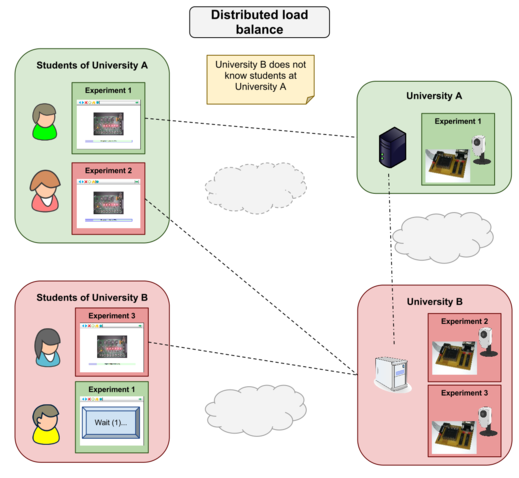 Distributed load
balance
Students of University A
University B does not
know students at
University A
Experiment 1
Experiment 2
University A
Experiment 1
Students of University B
Experiment 3
Experiment 1
Wait (1)...
University B
Experiment 2
Experiment 3